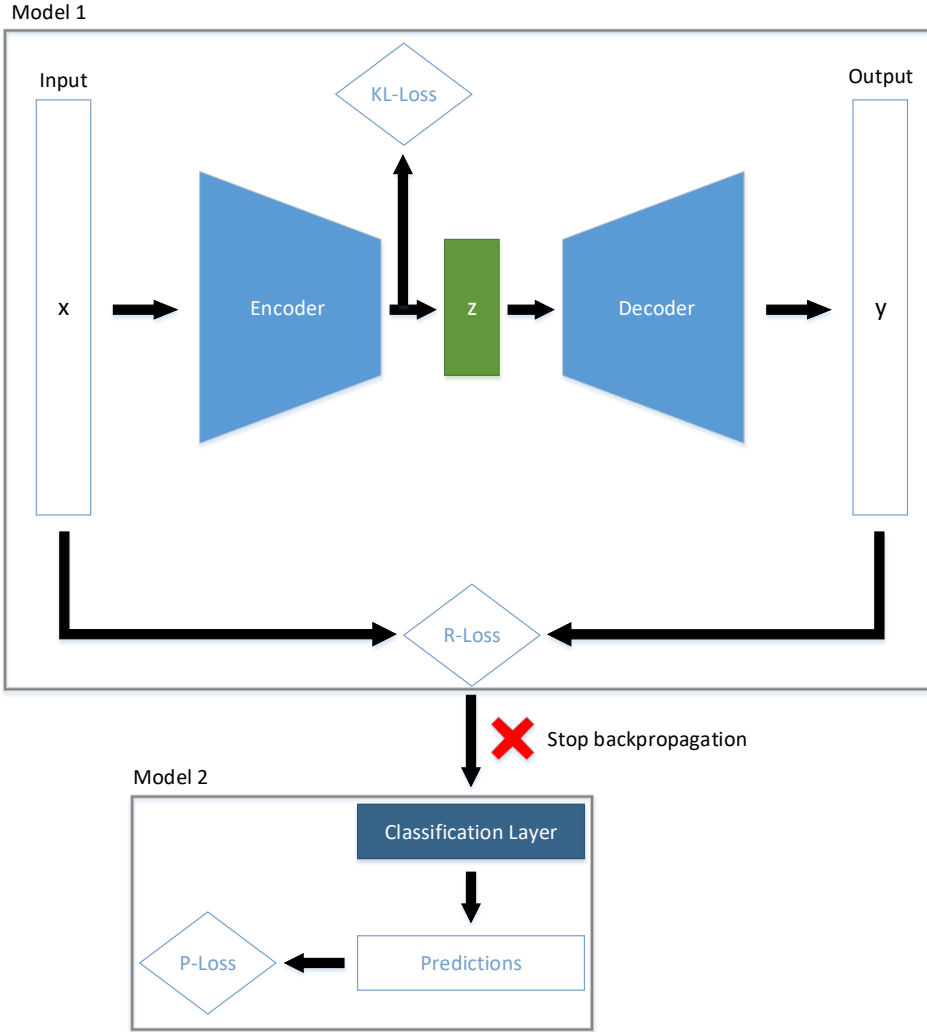 Model 1
Input
Output
KL-Loss
x
Encoder
z
Decoder
y
R-Loss
Stop backpropagation
Model 2
Classification Layer
P-Loss
Predictions